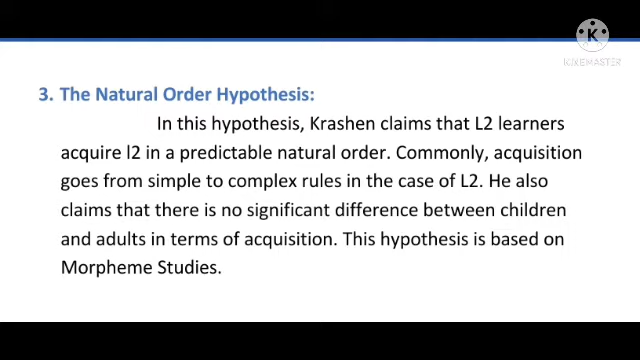 K
KINEMASTER
3. The Natural Order Hypothesis:
In this hypothesis, Krashen claims that L2 learners
acquire l2 in a predictable natural order. Commonly, acquisition
goes from simple to complex rules in the case of L2. He also
claims that there is no significant difference between children
and adults in terms of acquisition. This hypothesis is based on
Morpheme Studies.